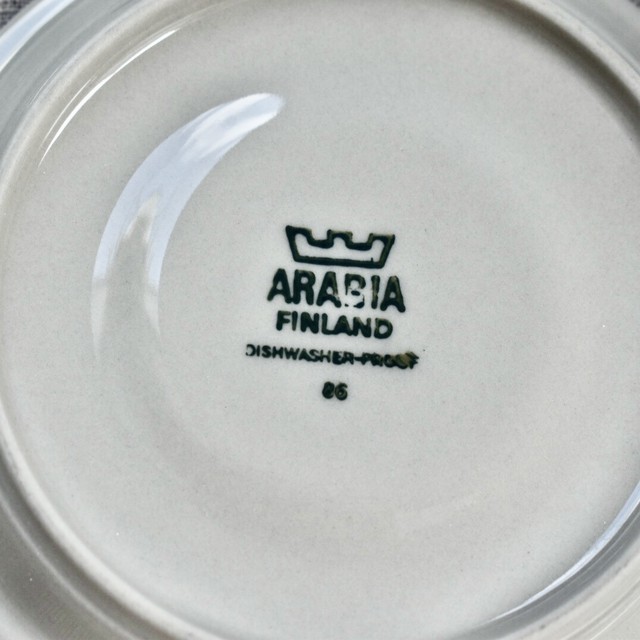 ARABIA
FINLAND
DISHWASHER-PROOF
86